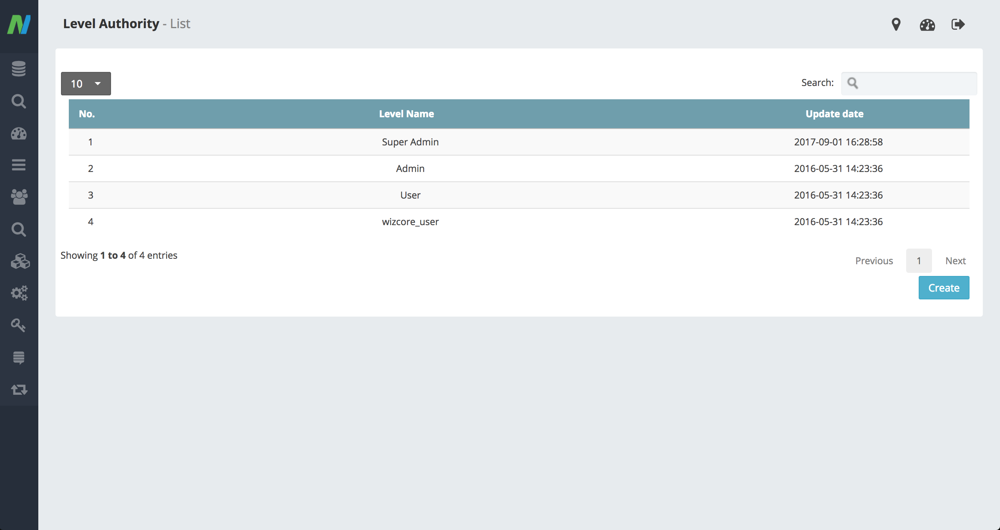 Level Authority - List
10
Search:
No. Level Name Update date
1 Super Admin 2017-09-01 16:28:58
2 Admin 2016-05-31 14:23:36
3 User 2016-05-31 14:23:36
4 wizcore_user 2016-05-31 14:23:36
Showing 1 to 4 of 4 entries
Previous 1 Next
Create